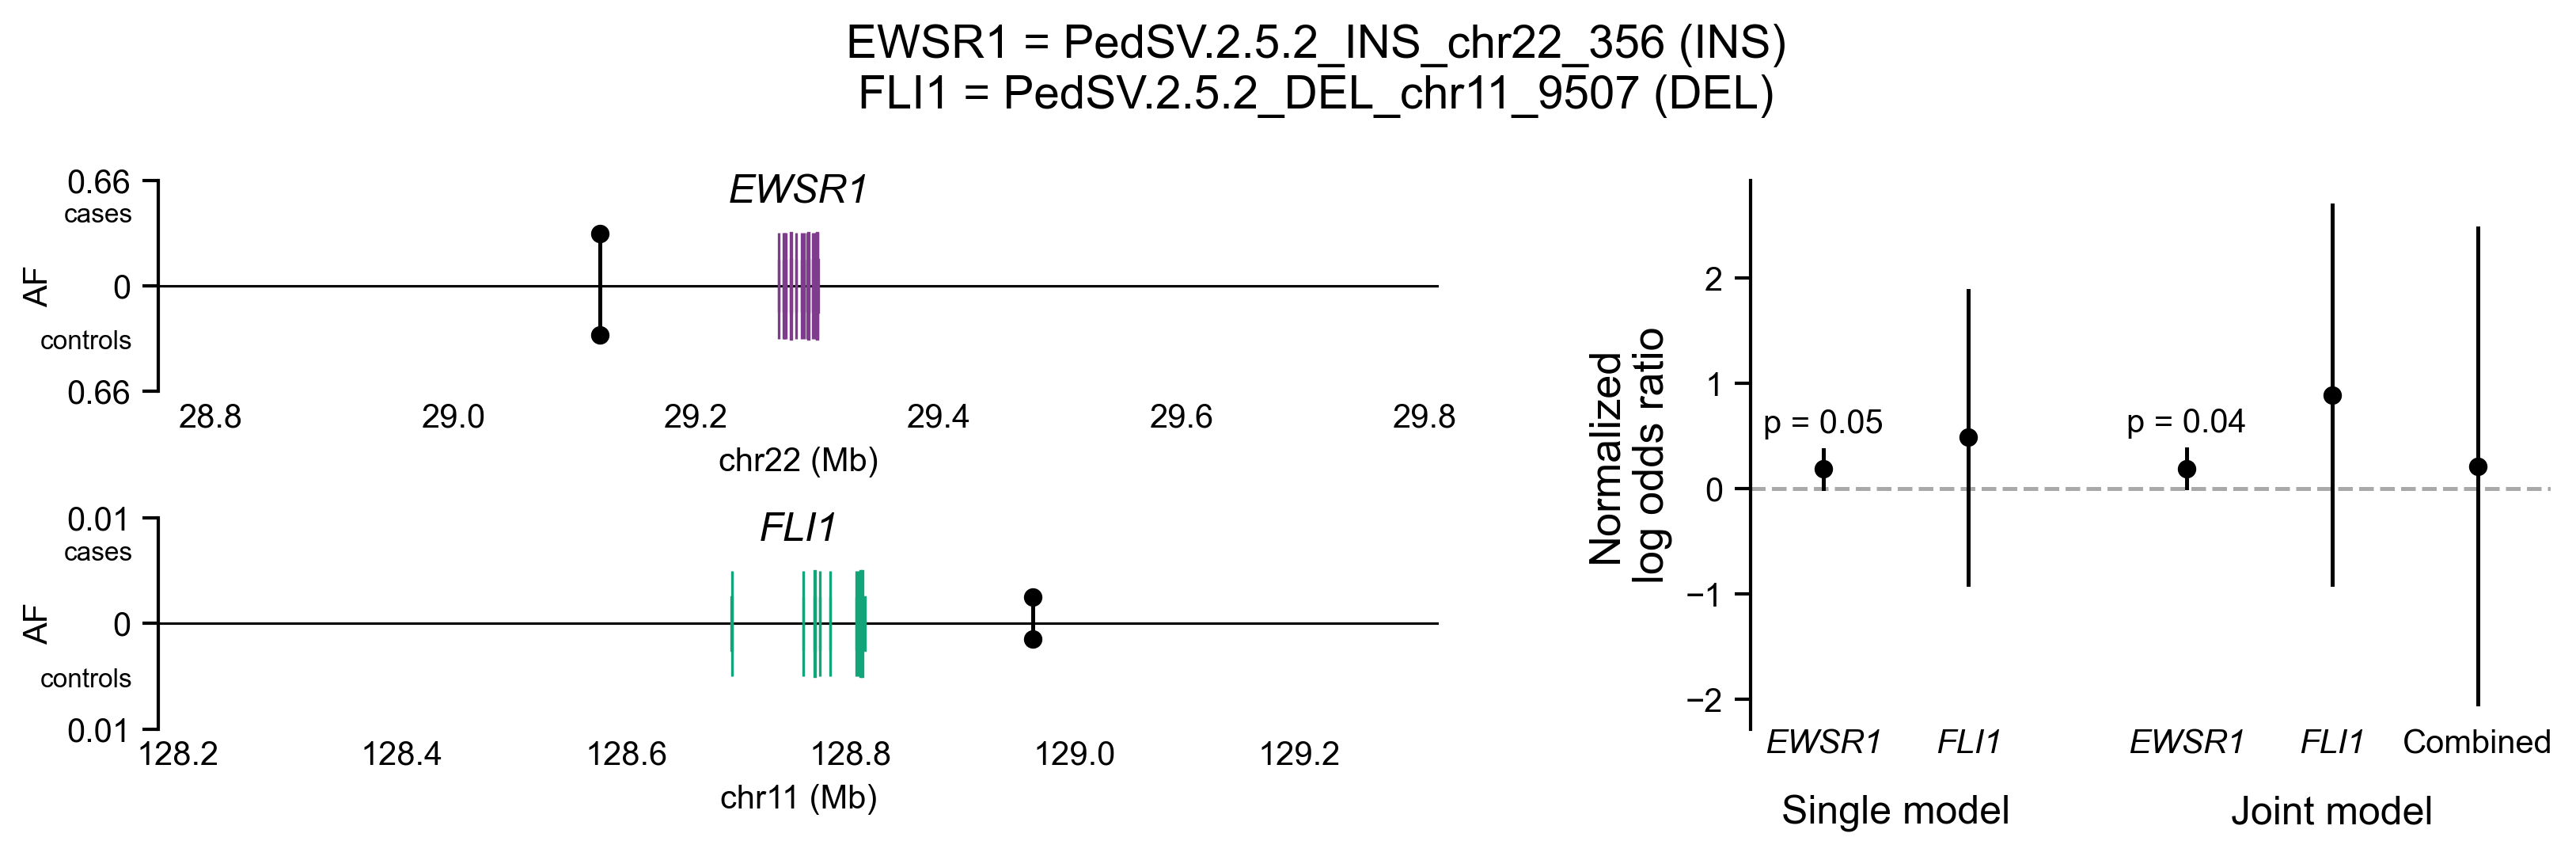 EWSR1 = PedSV.2.5.2_INS_chr22_356 (INS)
FLI1 = PedSV.2.5.2_DEL_chr11_9507 (DEL)
EWSR1
0.66
cases
AF
0
controls
0.66
28.8 29.0 29.2 29.4 29.6 29.8
chr22 (Mb)
FLI1
0.01
cases
AF
0
controls
0.01
128.2 128.4 128.6 128.8 129.0 129.2
chr11 (Mb)
Normalized
log odds ratio
2
1
0
−1
−2
p = 0.05
p = 0.04
EWSR1 FLI1 EWSR1 FLI1 Combined
Single model Joint model